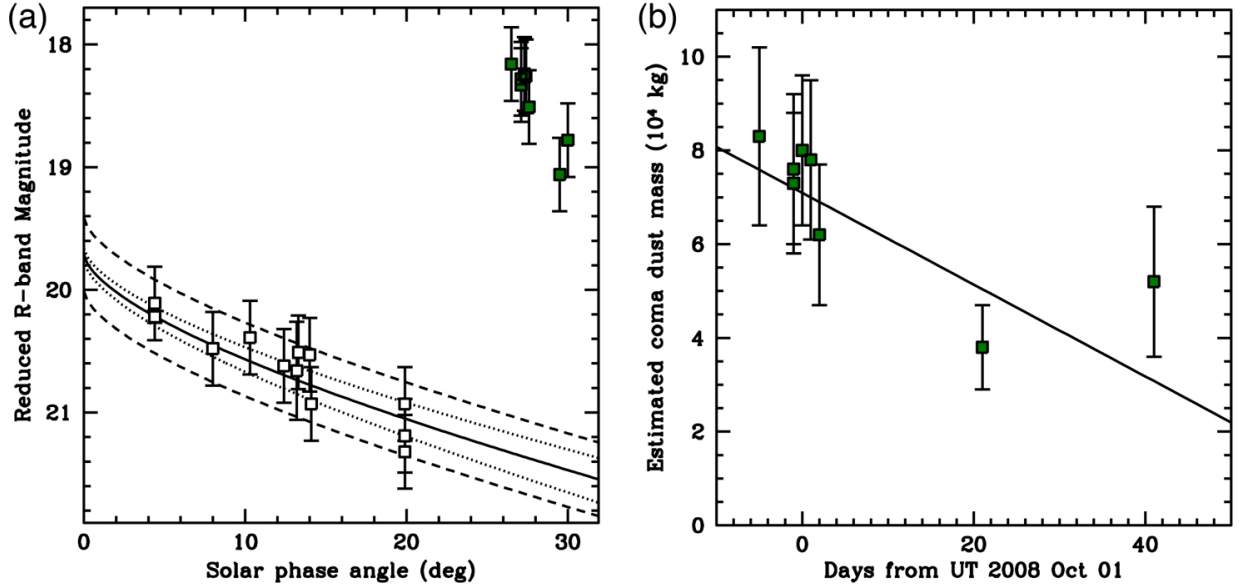 (a)
18
19
20
21
Reduced R-band Magnitude
0 10 20 30
Solar phase angle (deg)
(b)
10
8
6
4
2
0
Estimated coma dust mass (10⁴ kg)
0 20 40
Days from UT 2008 Oct 01